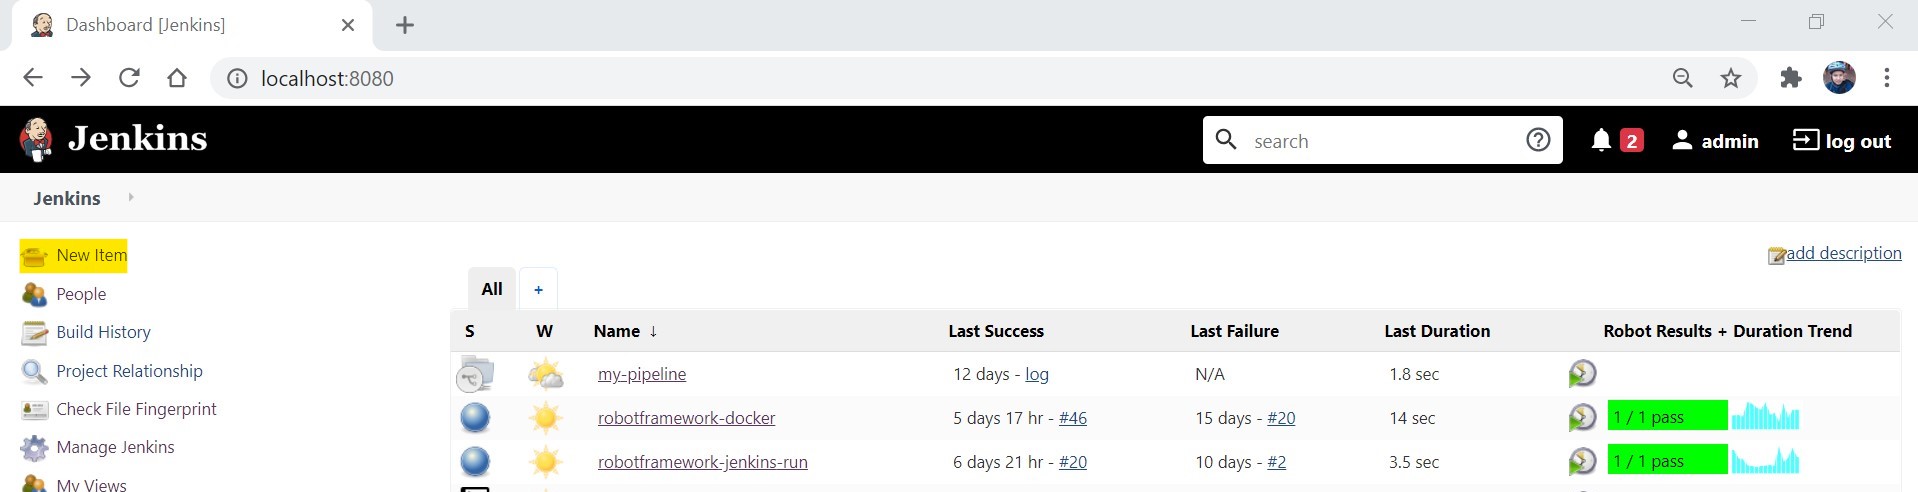 Dashboard [Jenkins]
localhost:8080
Jenkins
search
2
admin
log out
Jenkins
New Item
People
Build History
Project Relationship
Check File Fingerprint
Manage Jenkins
My Views
add description
All +
S W Name ↓ Last Success Last Failure Last Duration Robot Results + Duration Trend
my-pipeline 12 days - log N/A 1.8 sec
robotframework-docker 5 days 17 hr - #46 15 days - #20 14 sec 1 / 1 pass
robotframework-jenkins-run 6 days 21 hr - #20 10 days - #2 3.5 sec 1 / 1 pass